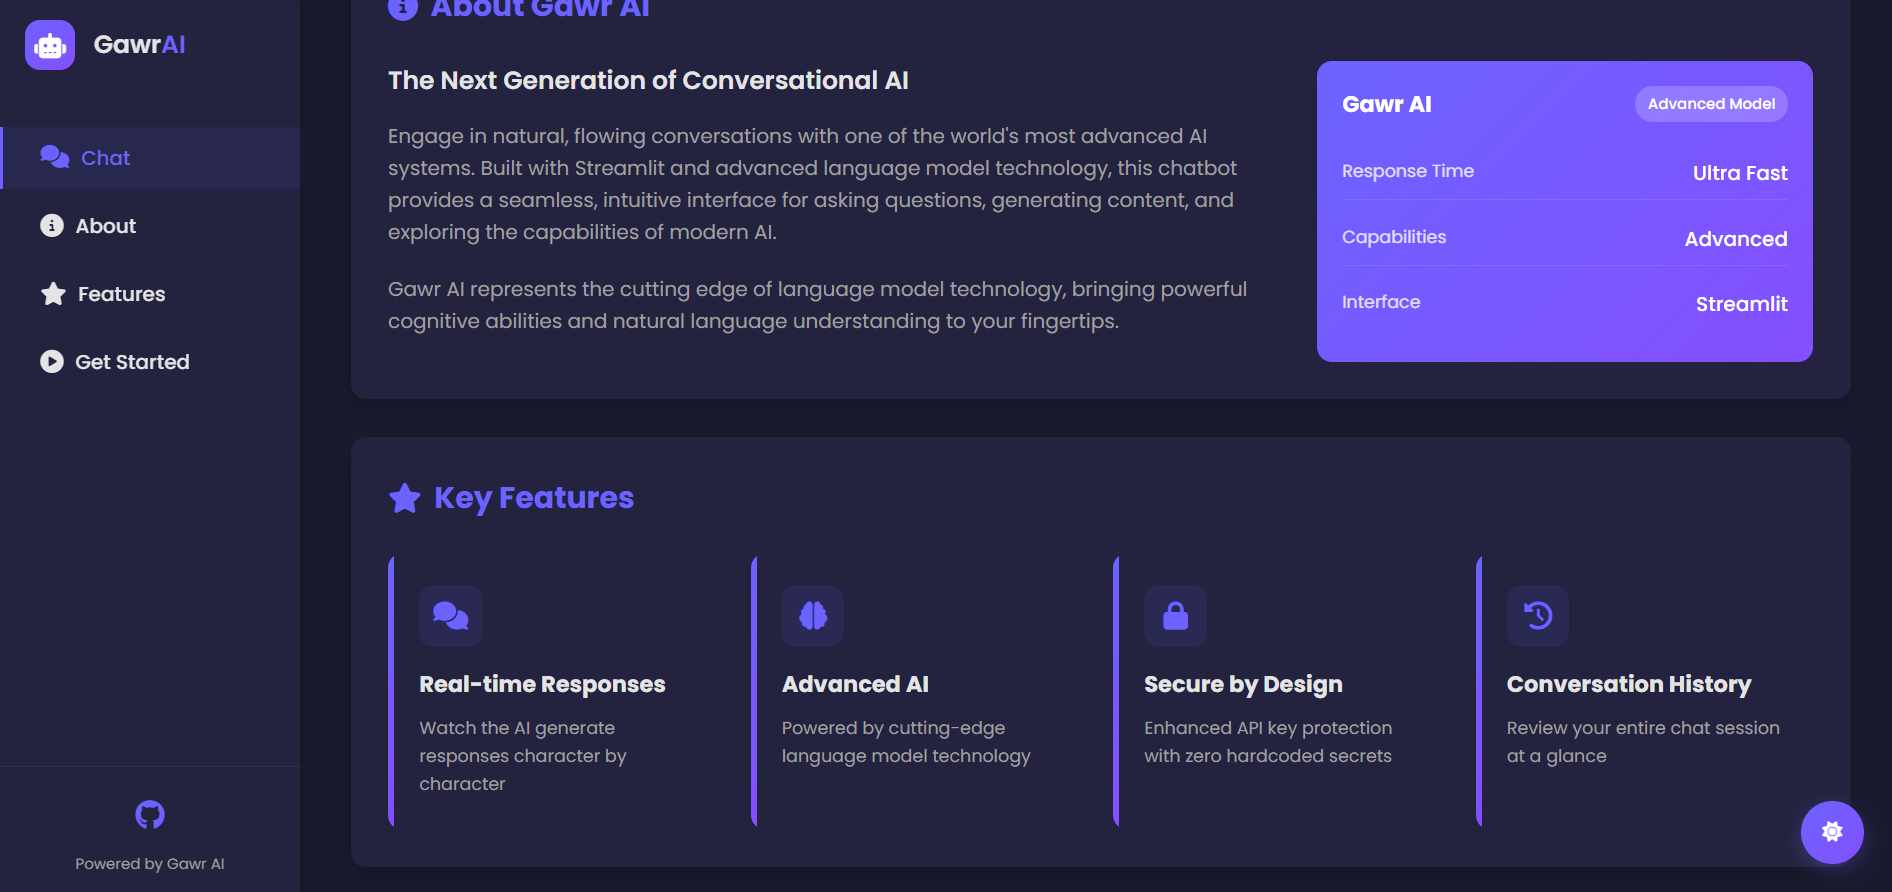 GawrAI
Chat
About
Features
Get Started
Powered by Gawr AI
About Gawr AI
The Next Generation of Conversational AI
Engage in natural, flowing conversations with one of the world's most advanced AI
systems. Built with Streamlit and advanced language model technology, this chatbot
provides a seamless, intuitive interface for asking questions, generating content, and
exploring the capabilities of modern AI.
Gawr AI represents the cutting edge of language model technology, bringing powerful
cognitive abilities and natural language understanding to your fingertips.
Gawr AI
Advanced Model
Response Time
Ultra Fast
Capabilities
Advanced
Interface
Streamlit
Key Features
Real-time Responses
Watch the AI generate
responses character by
character
Advanced AI
Powered by cutting-edge
language model technology
Secure by Design
Enhanced API key protection
with zero hardcoded secrets
Conversation History
Review your entire chat session
at a glance